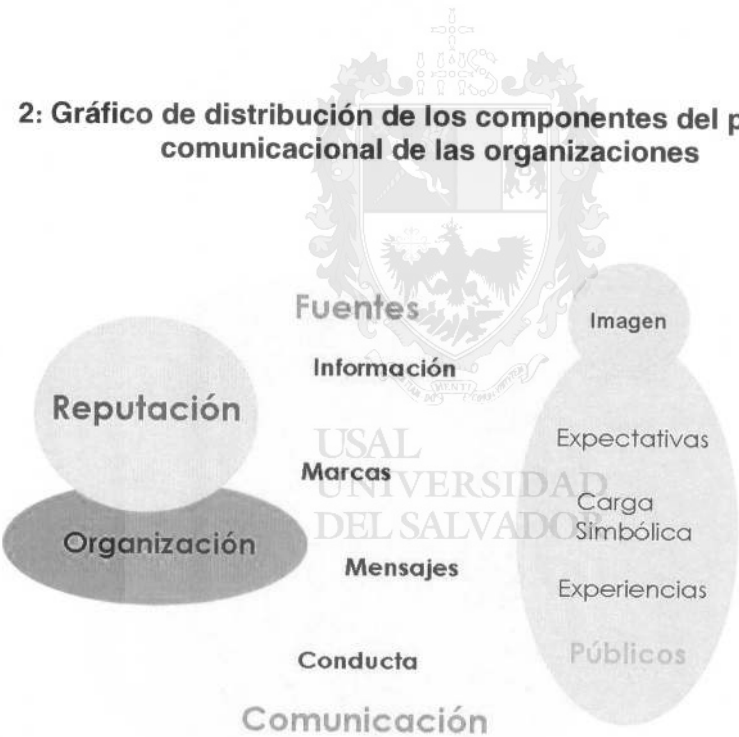 2: Gráfico de distribución de los componentes del p
comunicacional de las organizaciones
Fuentes
Imagen
Información
Reputación
Expectativas
USAL
Marcas
UNIVERSIDAD
Carga
DEL SALVADOR
Simbólica
Organización
Mensajes
Experiencias
Conducta
Públicos
Comunicación